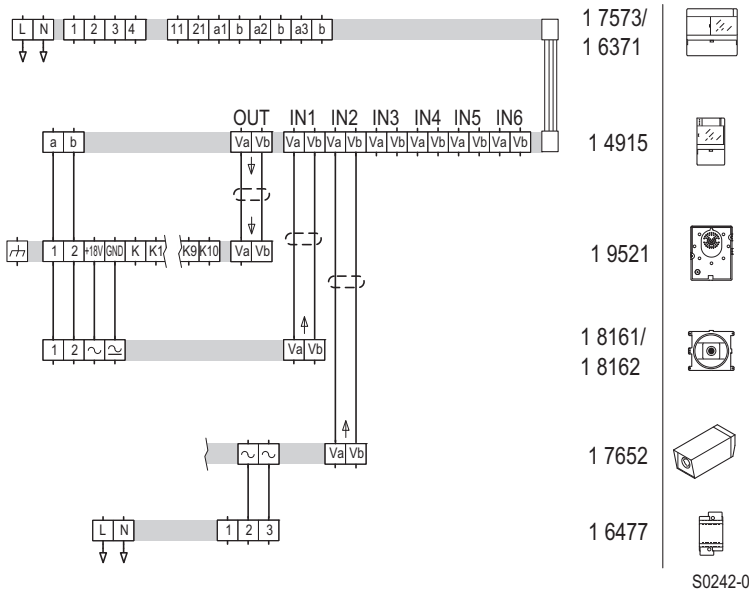 L N 1 2 3 4 11 21 a1 b a2 b a3 b
1 7573/
1 6371
OUT IN1 IN2 IN3 IN4 IN5 IN6
a b Va Vb Va Vb Va Vb Va Vb Va Vb Va Vb Va Vb
1 4915
1 2 +18V GND K K1 K9 K10 Va Vb
1 9521
1 2 Va Vb
1 8161/
1 8162
Va Vb
1 7652
L N 1 2 3
1 6477
S0242-0